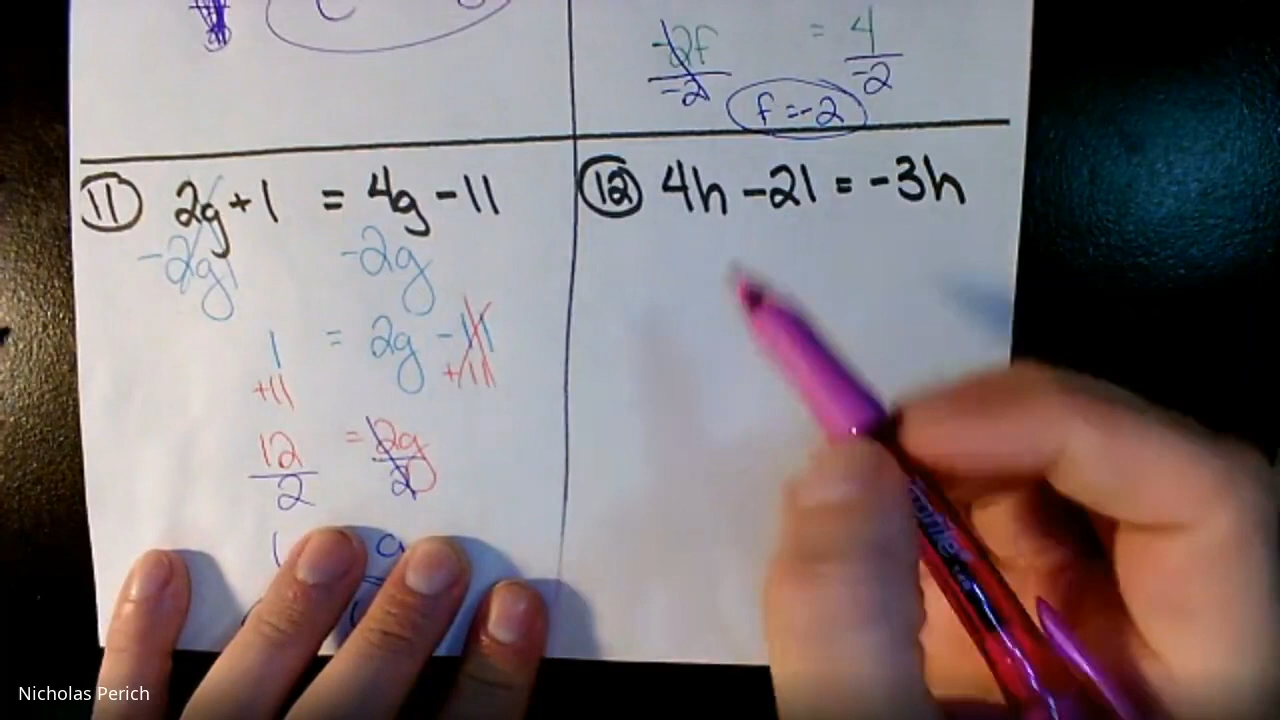 -2f = 4
-2 -2
f = -2
11 2g + 1 = 4g - 11
-2g -2g
1 = 2g - 11
+11 +11
12 = 2g
2 2
12 4h - 21 = -3h
Nicholas Perich